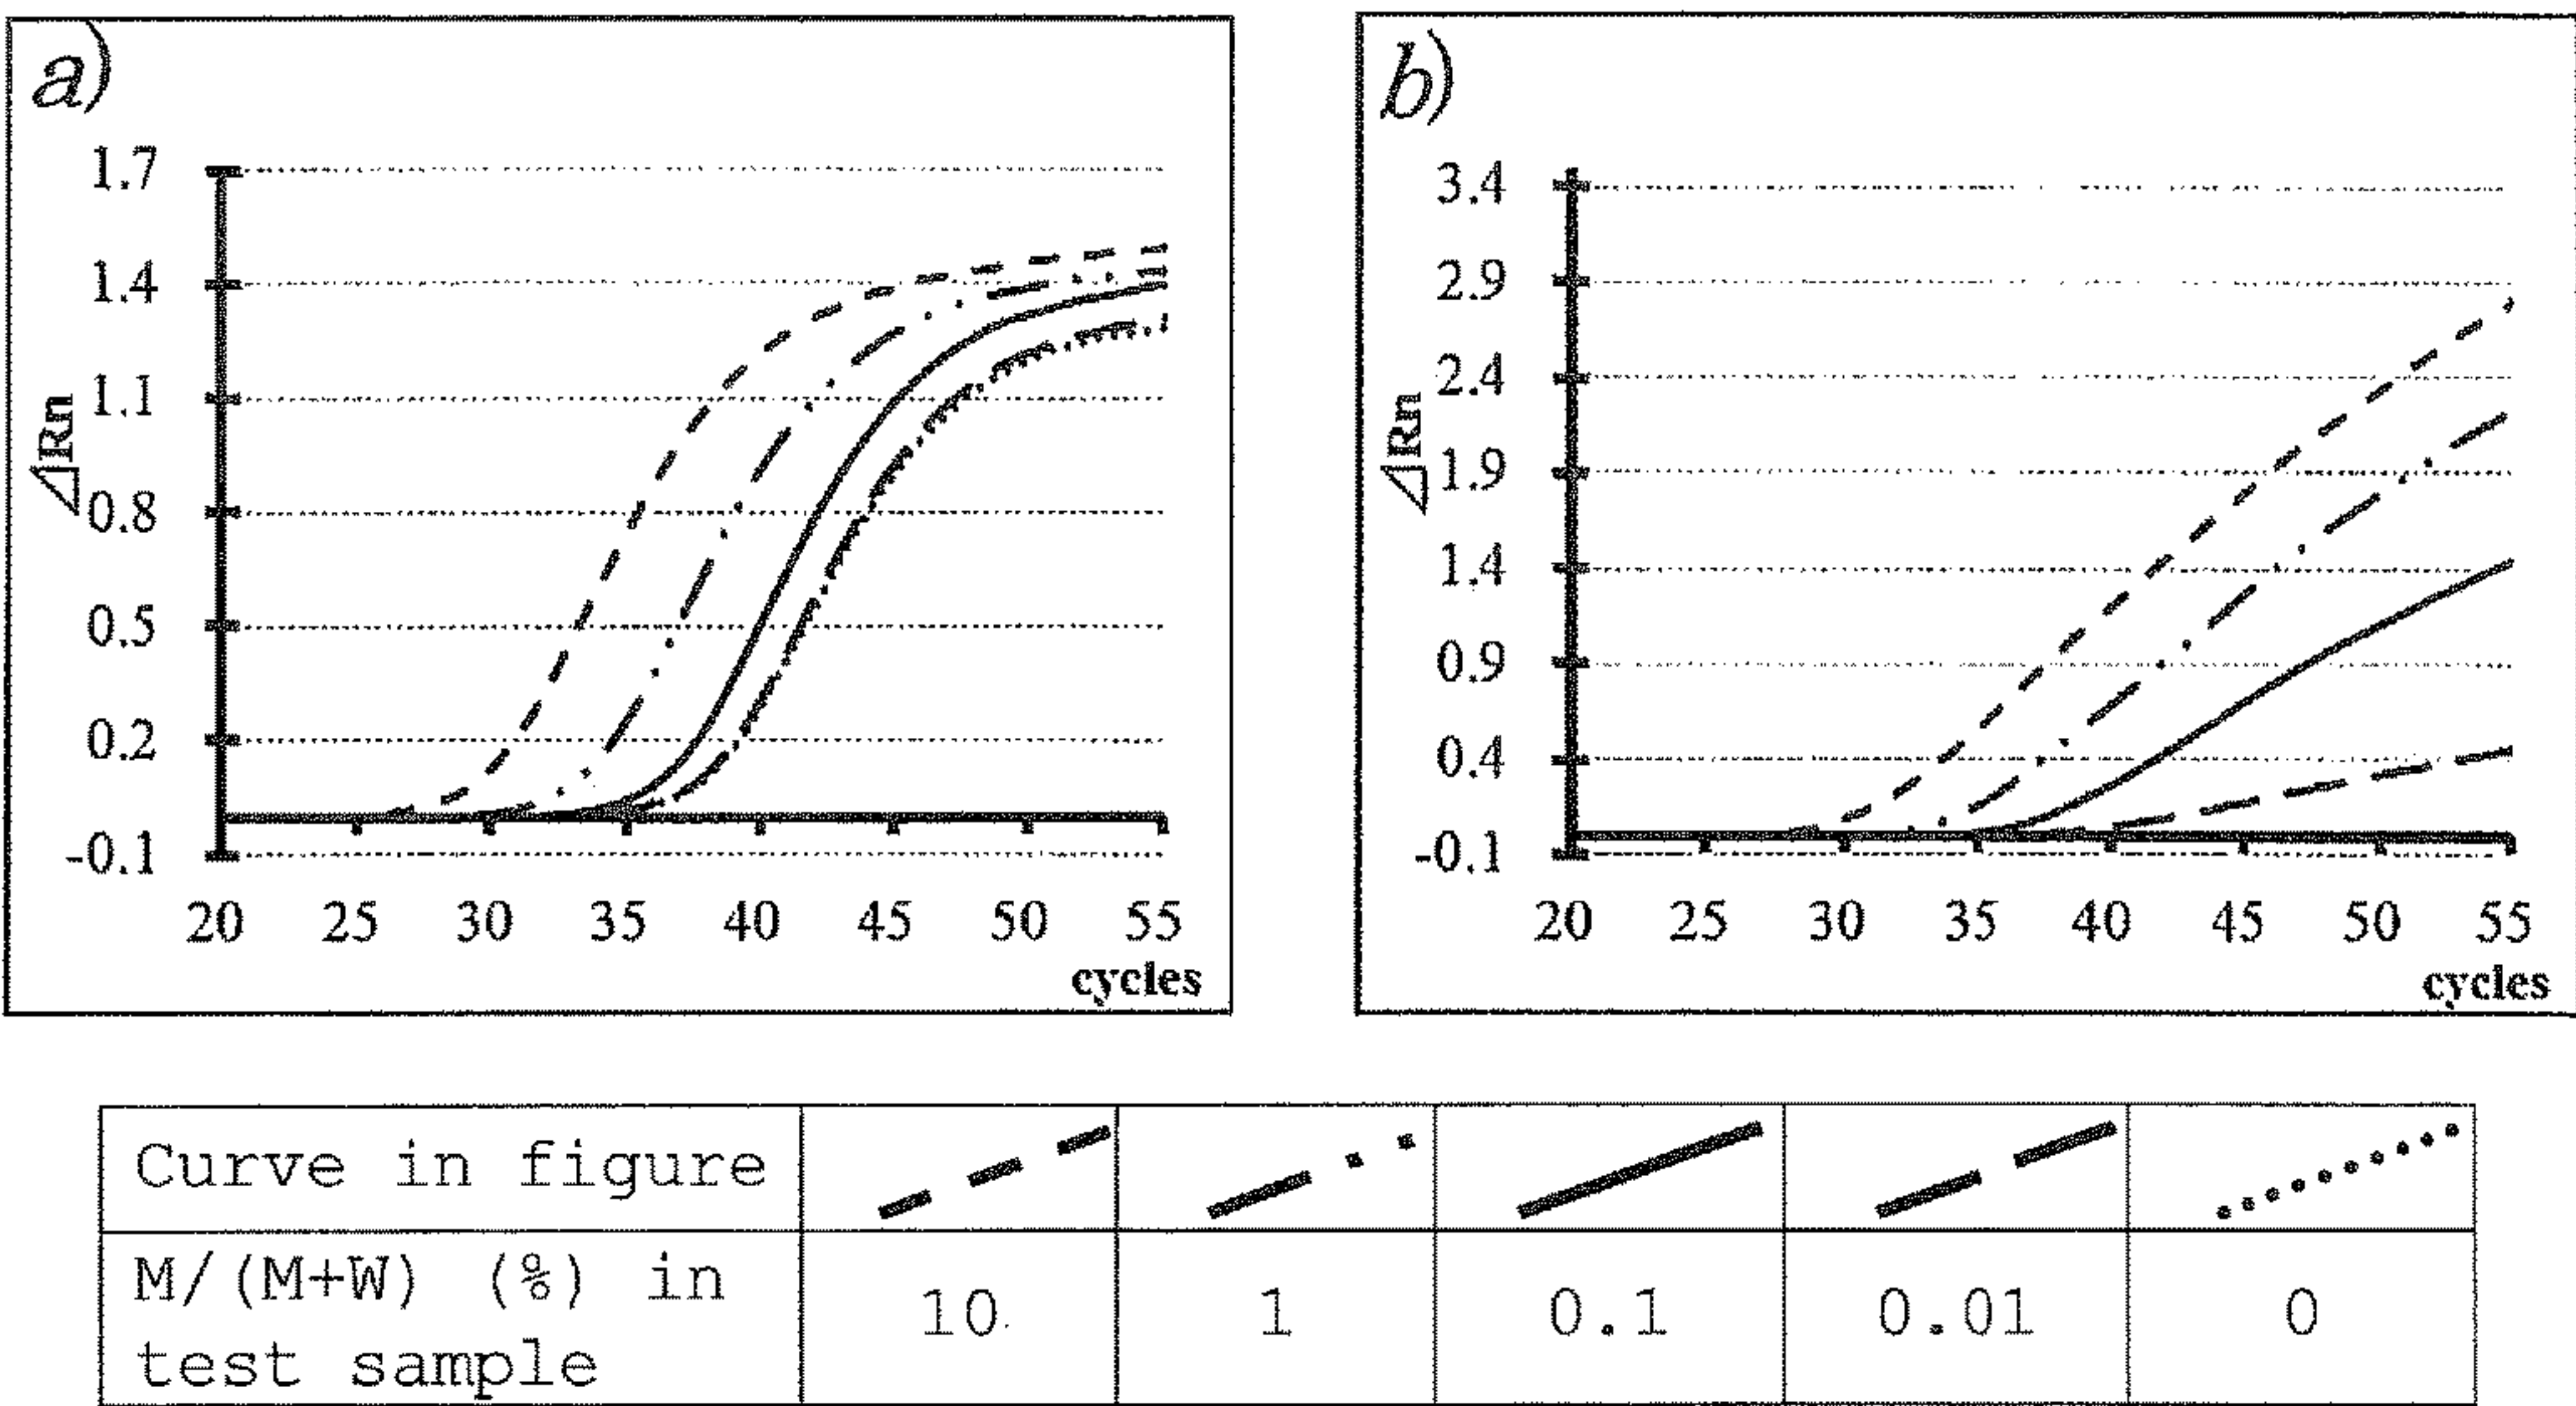 a)
1.7
1.4
1.1
0.8
0.5
0.2
-0.1
ΔRn
20 25 30 35 40 45 50 55
cycles
b)
3.4
2.9
2.4
1.9
1.4
0.9
0.4
-0.1
ΔRn
20 25 30 35 40 45 50 55
cycles
Curve in figure
M/(M+W) (%) in
test sample
10 1 0.1 0.01 0